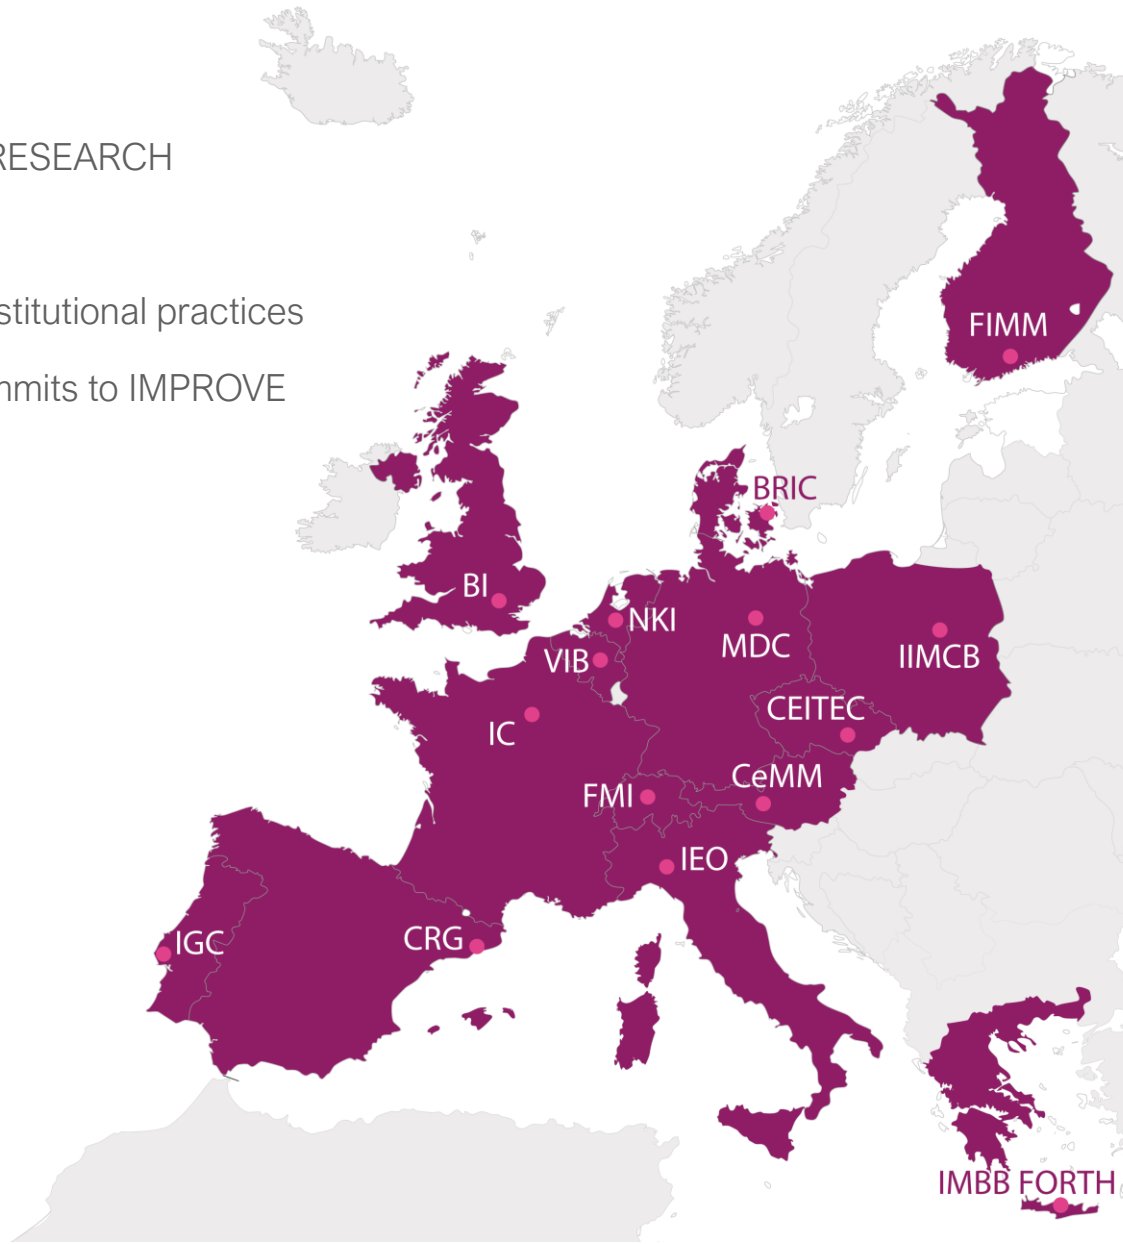 RESEARCH
stitutional practices
nmits to IMPROVE
FIMM
BRIC
BI
NKI
MDC
VIB
IIMCB
CEITEC
IC
CeMM
FMI
IEO
IGC
CRG
IMBB FORTH